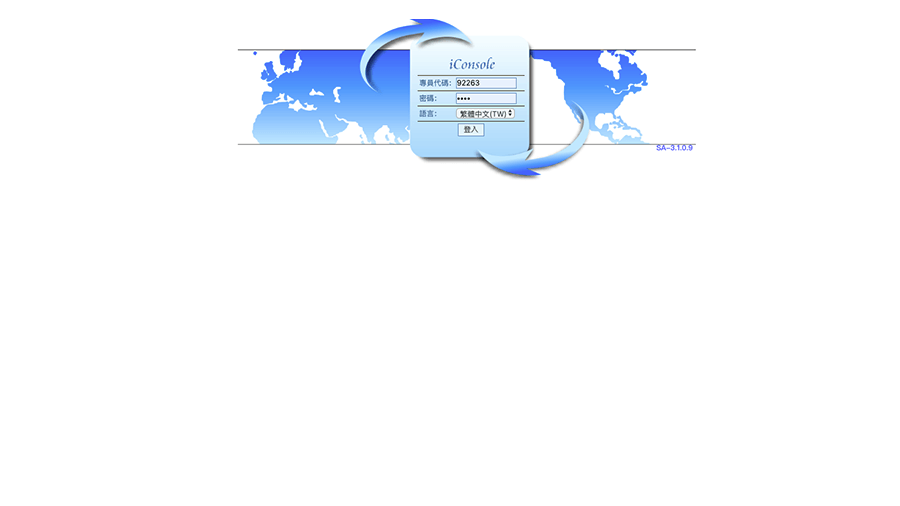 iConsole
專員代碼： 92263
密碼： ••••
語言： 繁體中文(TW)
登入
SA-3.1.0.9